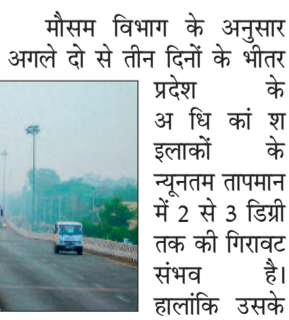 मौसम विभाग के अनुसार
अगले दो से तीन दिनों के भीतर
प्रदेश के
अ धि कां श
इलाकों के
न्यूनतम तापमान
में 2 से 3 डिग्री
तक की गिरावट
संभव है।
हालांकि उसके